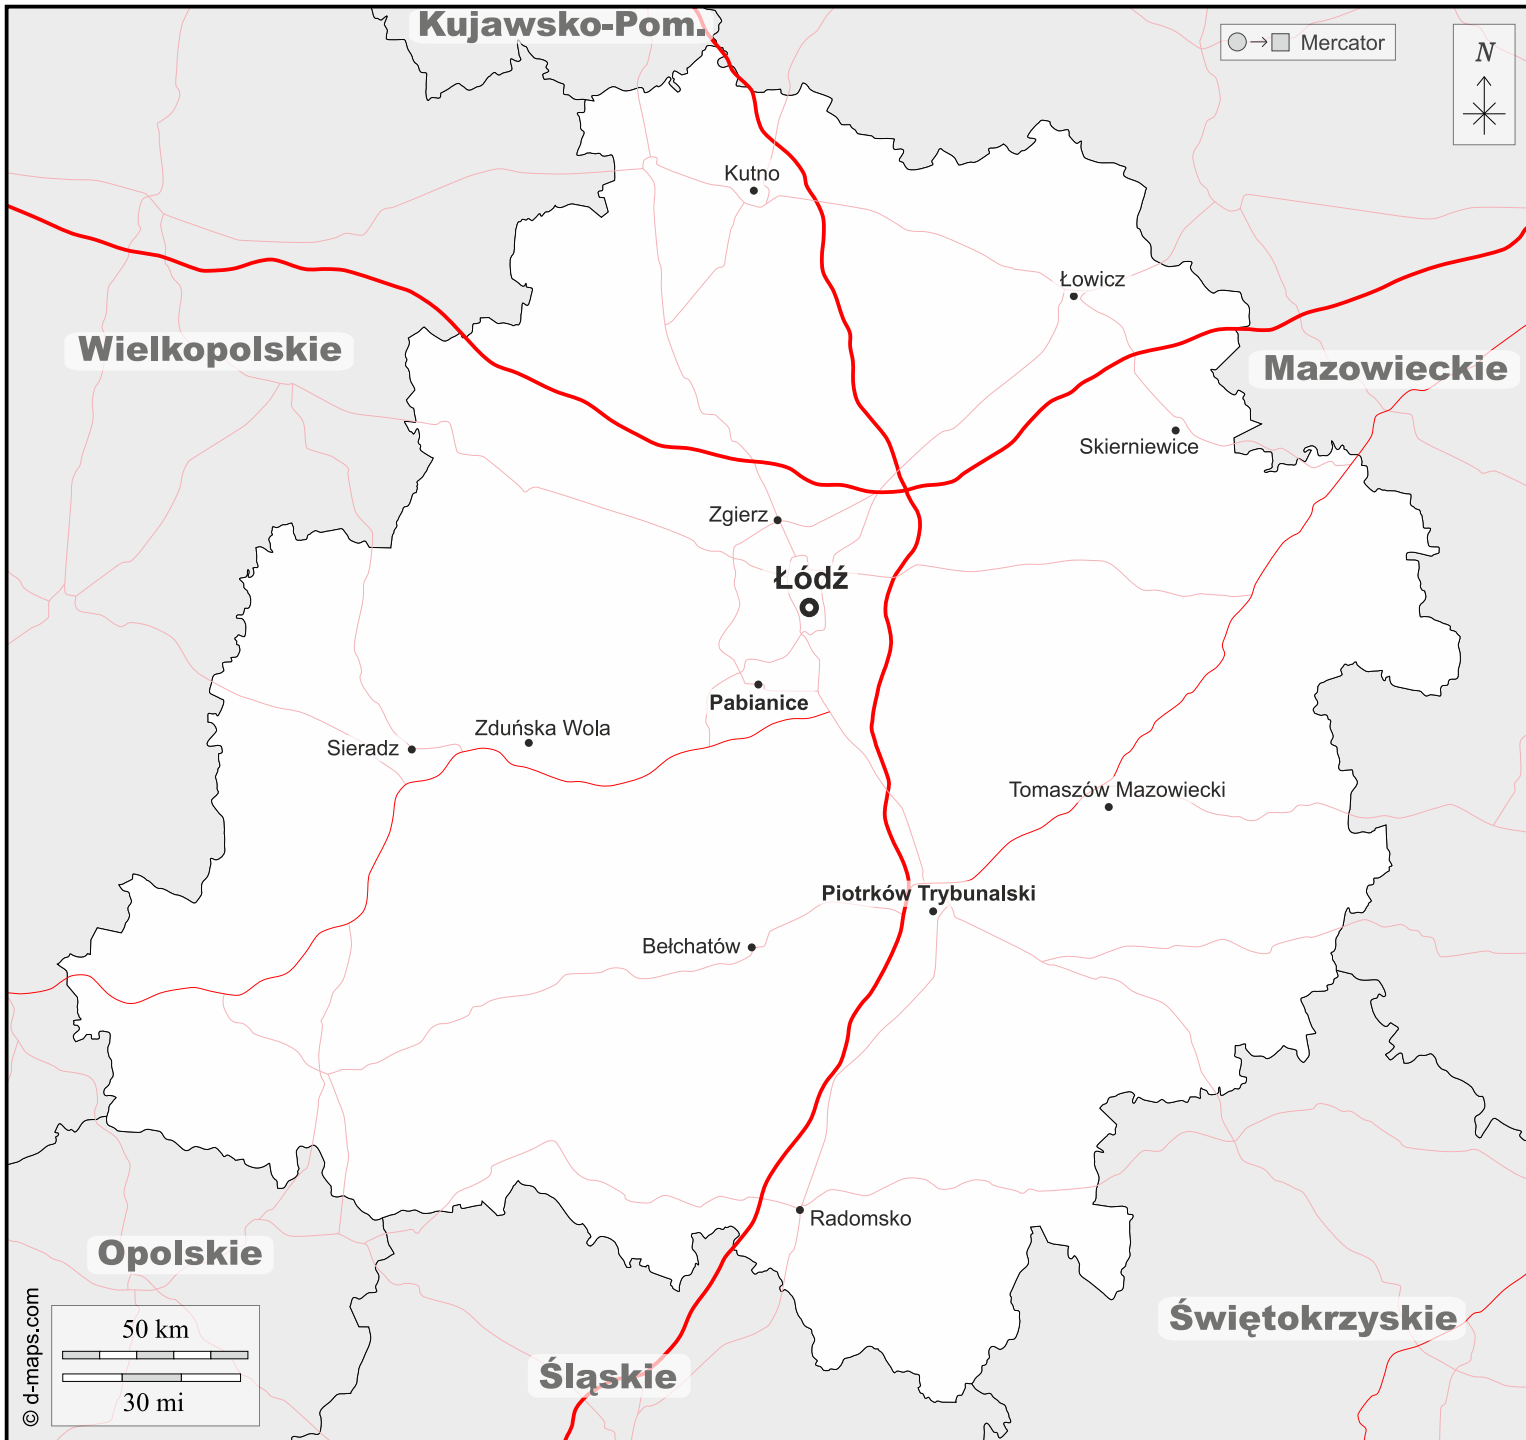 Kujawsko-Pom.
Mercator
N
Kutno
Łowicz
Wielkopolskie
Mazowieckie
Skierniewice
Zgierz
Łódź
Pabianice
Zduńska Wola
Sieradz
Tomaszów Mazowiecki
Piotrków Trybunalski
Bełchatów
Radomsko
Opolskie
Świętokrzyskie
Śląskie
50 km
30 mi
© d-maps.com